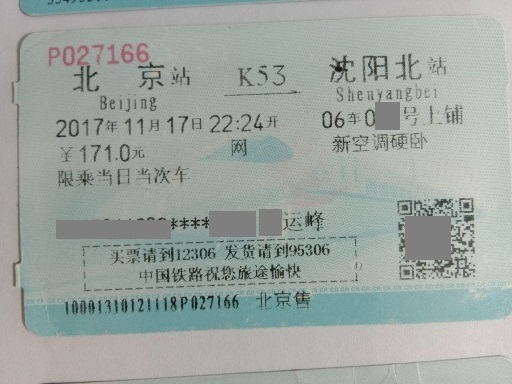 P027166
北京站 K53 沈阳北站
Beijing Shenyangbei
2017年11月17日22:24开 06车0 号上铺
￥171.0元 网 新空调硬卧
限乘当日当次车
**** 运峰
买票请到12306 发货请到95306
中国铁路祝您旅途愉快
10001310121118P027166 北京售